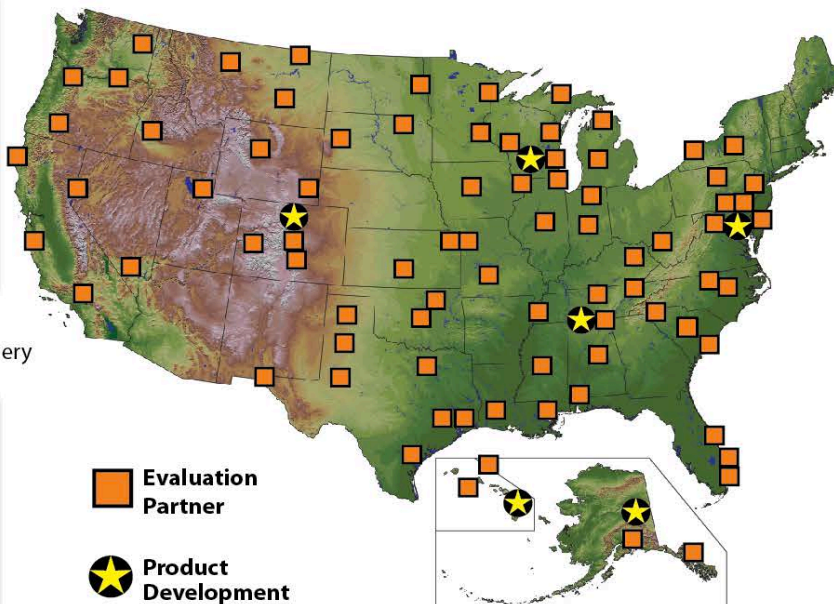 ery
Evaluation
Partner
Product
Development